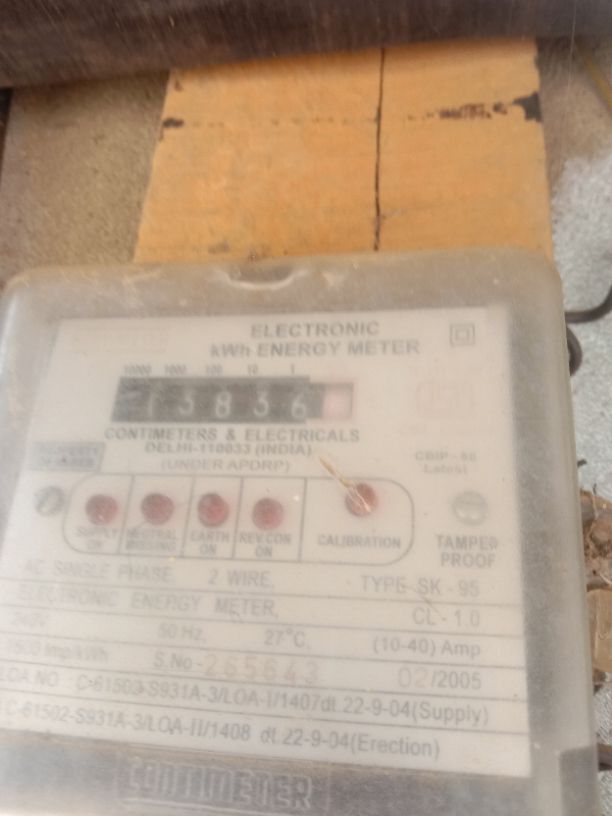 ELECTRONIC
kWh ENERGY METER
10000 1000 100 10 1
13836
CONTIMETERS & ELECTRICALS
DELHI-110033 (INDIA)
(UNDER APDRP)
CBIP-88
Latest
SUPPLY ON
NEUTRAL MISSING
EARTH ON
REV.CON ON
CALIBRATION
TAMPER PROOF
AC SINGLE PHASE, 2 WIRE, TYPE SK - 95
ELECTRONIC ENERGY METER, CL - 1.0
240V 50 Hz, 27°C, (10-40) Amp
Imp/kWh S.No - 265643 02/2005
LOA.NO : C-61503-S931A-3/LOA-I/1407 dt.22-9-04(Supply)
C-61502-S931A-3/LOA-II/1408 dt.22-9-04(Erection)
CONTIMETER